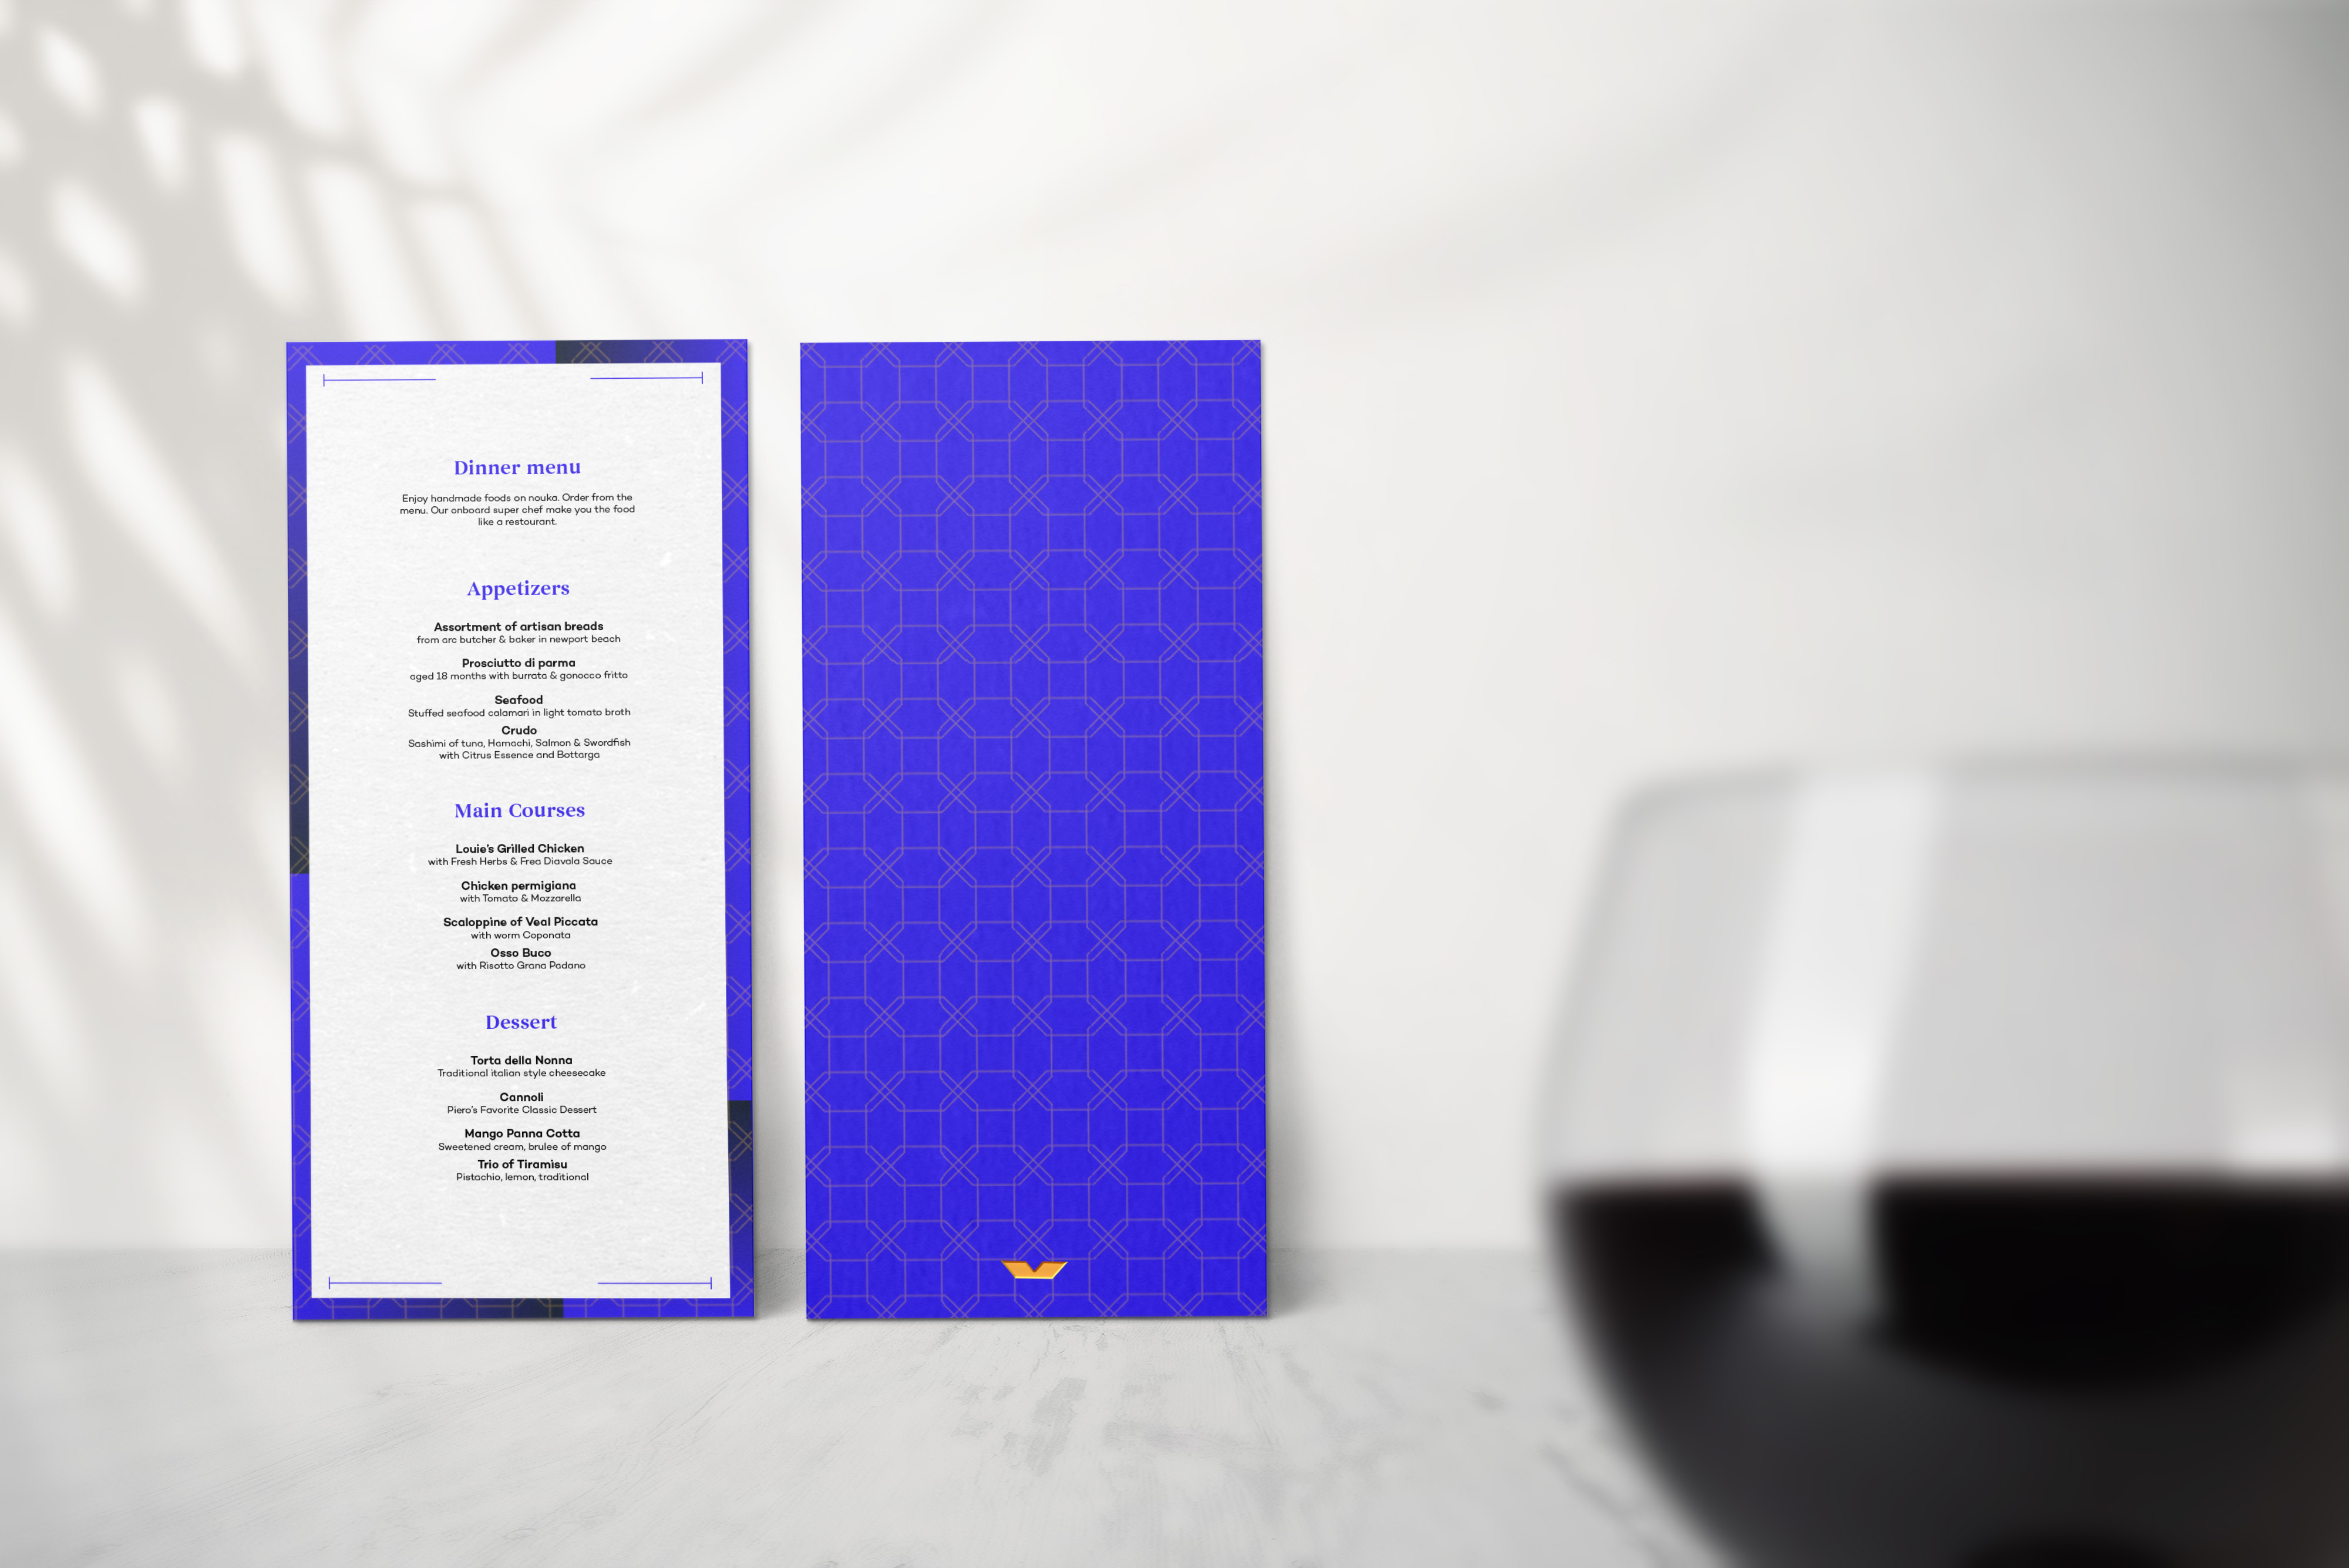 Dinner menu
Enjoy handmade foods on nouka. Order from the
menu. Our onboard super chef make you the food
like a restourant.
Appetizers
Assortment of artisan breads
from arc butcher & baker in newport beach
Prosciutto di parma
aged 18 months with burrata & gonocco fritto
Seafood
Stuffed seafood calamari in light tomato broth
Crudo
Sashimi of tuna, Hamachi, Salmon & Swordfish
with Citrus Essence and Bottarga
Main Courses
Louie's Grilled Chicken
with Fresh Herbs & Frea Diavala Sauce
Chicken permigiana
with Tomato & Mozzarella
Scaloppine of Veal Piccata
with worm Coponata
Osso Buco
with Risotto Grana Padano
Dessert
Torta della Nonna
Traditional italian style cheesecake
Cannoli
Piero's Favorite Classic Dessert
Mango Panna Cotta
Sweetened cream, brulee of mango
Trio of Tiramisu
Pistachio, lemon, traditional